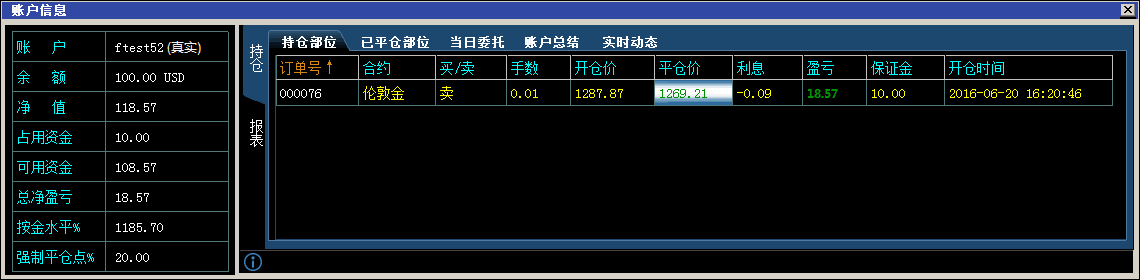 账户信息
账 户 ftest52(真实)
余 额 100.00 USD
净 值 118.57
占用资金 10.00
可用资金 108.57
总净盈亏 18.57
按金水平% 1185.70
强制平仓点% 20.00
持仓
报表
持仓部位 已平仓部位 当日委托 账户总结 实时动态
订单号↑ 合约 买/卖 手数 开仓价 平仓价 利息 盈亏 保证金 开仓时间
000076 伦敦金 卖 0.01 1287.87 1269.21 -0.09 18.57 10.00 2016-06-20 16:20:46